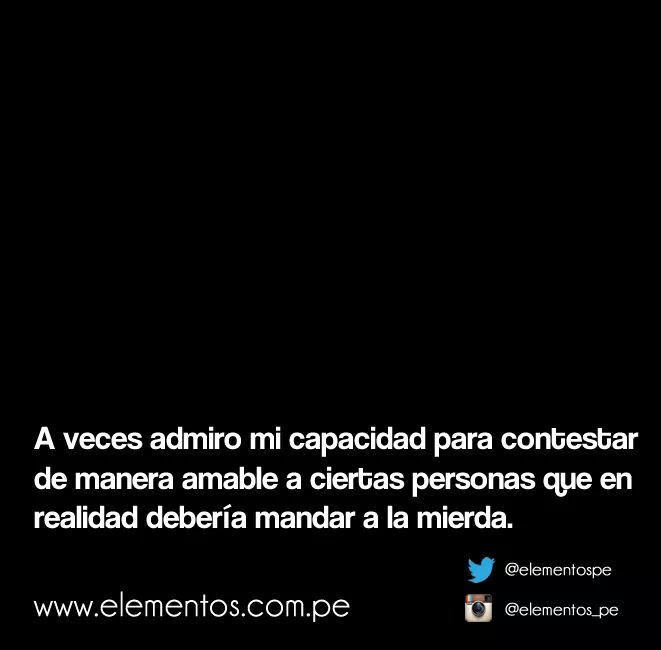 A veces admiro mi capacidad para contestar
de manera amable a ciertas personas que en
realidad debería mandar a la mierda.
@elementospe
www.elementos.com.pe
@elementos_pe